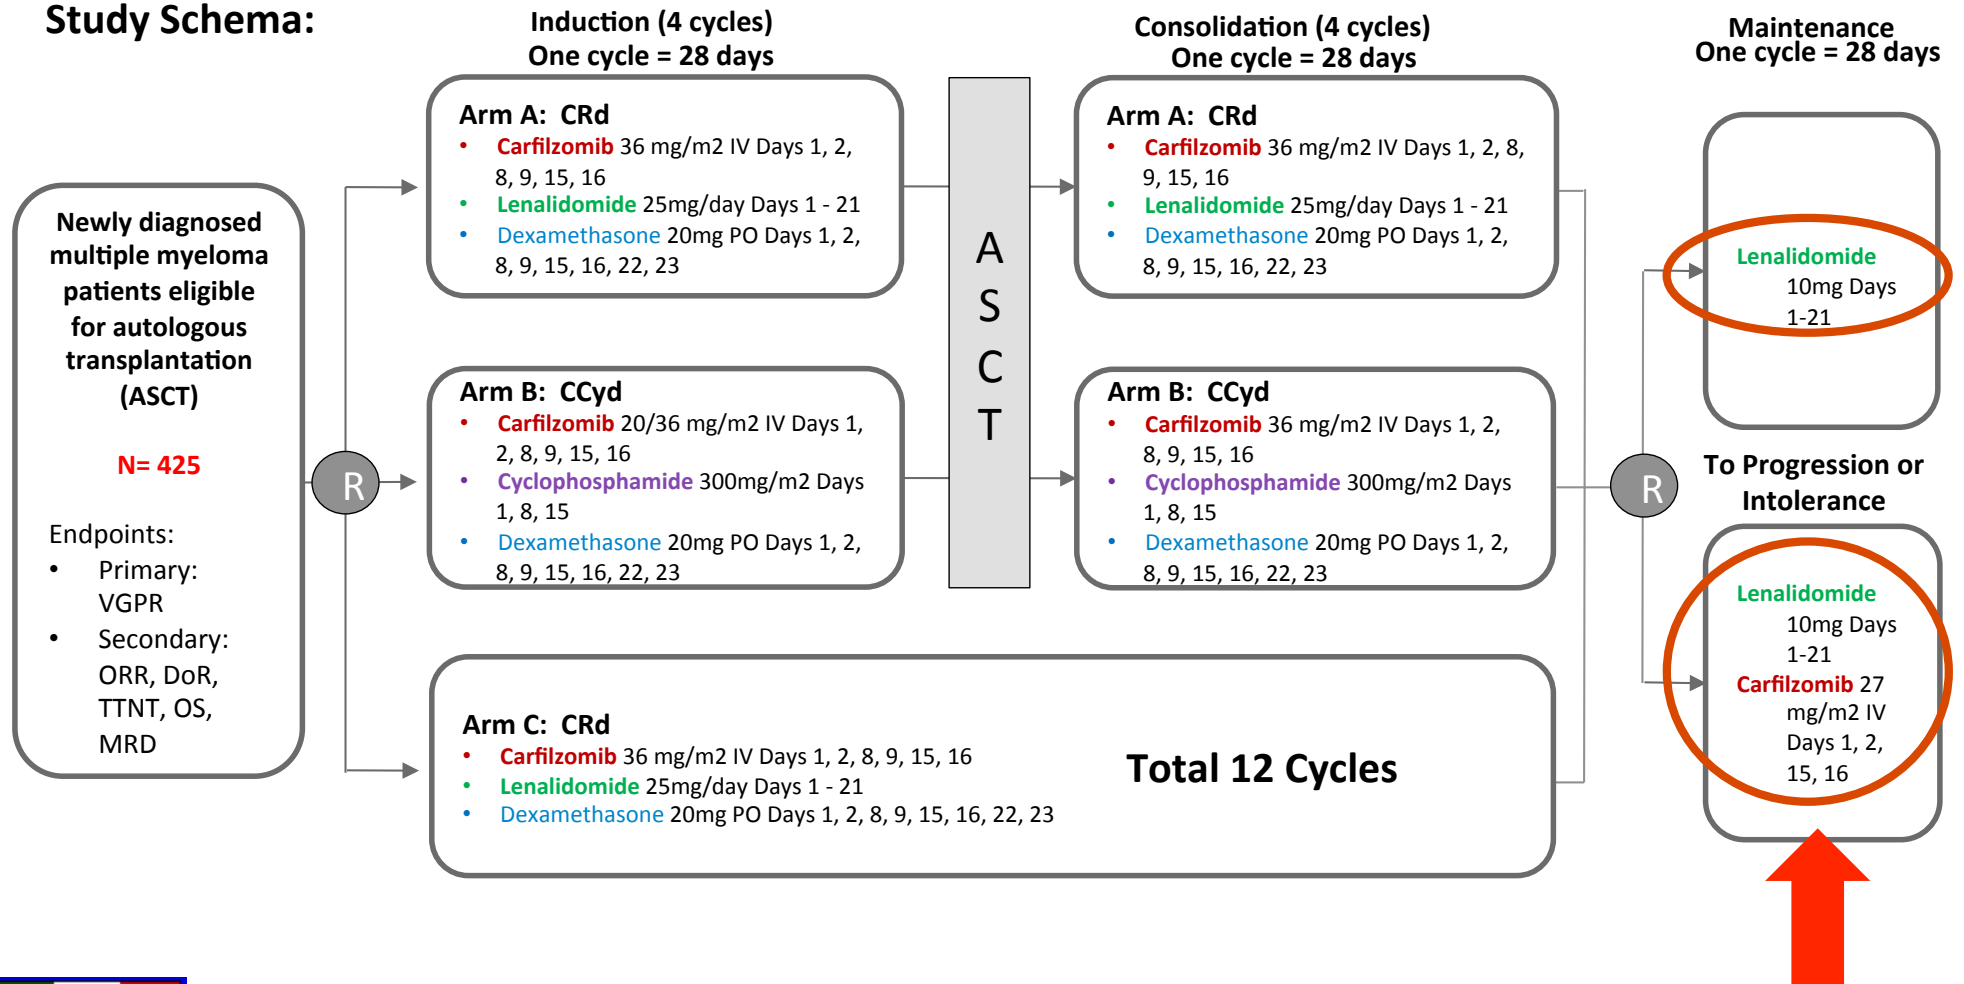 Study Schema:
Induction (4 cycles)
One cycle = 28 days
Consolidation (4 cycles)
One cycle = 28 days
Maintenance
One cycle = 28 days
Newly diagnosed
multiple myeloma
patients eligible
for autologous
transplantation
(ASCT)
N= 425
Endpoints:
• Primary:
VGPR
• Secondary:
ORR, DoR,
TTNT, OS,
MRD
R
Arm A: CRd
• Carfilzomib 36 mg/m2 IV Days 1, 2,
8, 9, 15, 16
• Lenalidomide 25mg/day Days 1 - 21
• Dexamethasone 20mg PO Days 1, 2,
8, 9, 15, 16, 22, 23
Arm B: CCyd
• Carfilzomib 20/36 mg/m2 IV Days 1,
2, 8, 9, 15, 16
• Cyclophosphamide 300mg/m2 Days
1, 8, 15
• Dexamethasone 20mg PO Days 1, 2,
8, 9, 15, 16, 22, 23
A
S
C
T
Arm A: CRd
• Carfilzomib 36 mg/m2 IV Days 1, 2, 8,
9, 15, 16
• Lenalidomide 25mg/day Days 1 - 21
• Dexamethasone 20mg PO Days 1, 2,
8, 9, 15, 16, 22, 23
Arm B: CCyd
• Carfilzomib 36 mg/m2 IV Days 1, 2,
8, 9, 15, 16
• Cyclophosphamide 300mg/m2 Days
1, 8, 15
• Dexamethasone 20mg PO Days 1, 2,
8, 9, 15, 16, 22, 23
Arm C: CRd
• Carfilzomib 36 mg/m2 IV Days 1, 2, 8, 9, 15, 16
• Lenalidomide 25mg/day Days 1 - 21
• Dexamethasone 20mg PO Days 1, 2, 8, 9, 15, 16, 22, 23
Total 12 Cycles
R
Lenalidomide
10mg Days
1-21
To Progression or
Intolerance
Lenalidomide
10mg Days
1-21
Carfilzomib 27
mg/m2 IV
Days 1, 2,
15, 16